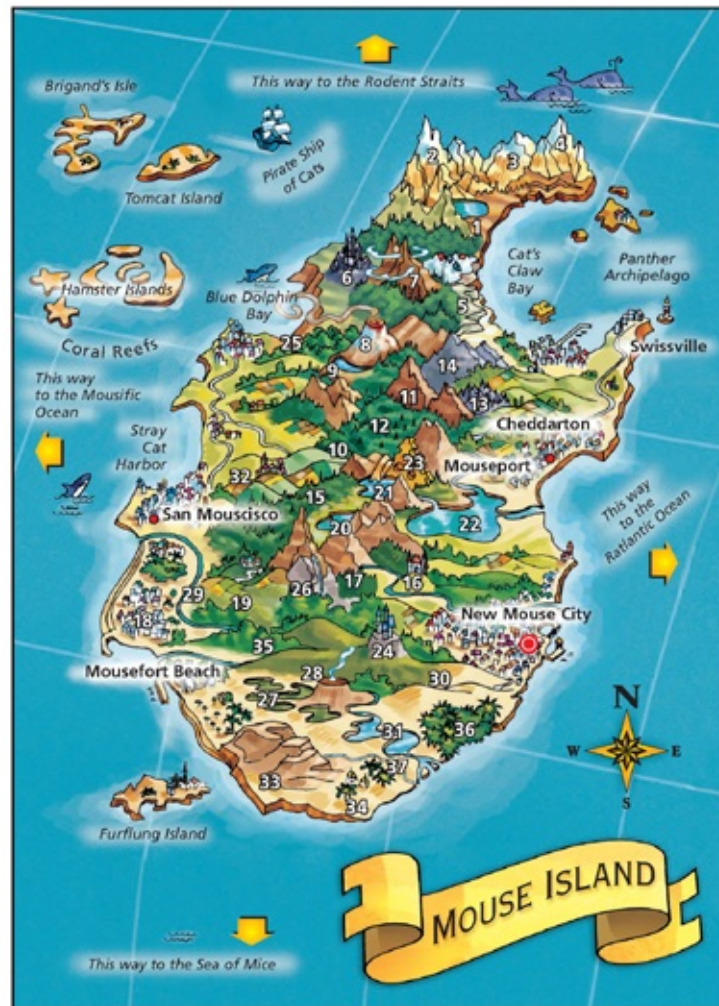 This way to the Rodent Straits
Brigand's Isle
Pirate Ship
of Cats
Tomcat Island
2
3
4
1
Cat's
Claw
Bay
Panther
Archipelago
6
7
Hamster Islands
Blue Dolphin
Bay
5
Coral Reefs
25
8
Swissville
14
9
This way
to the Mousific
Ocean
11
13
Stray
Cat
Harbor
12
Cheddarton
10
23
Mouseport
32
15
21
San Mouscisco
20
22
This way
to the
Ratlantic Ocean
29
19
26
17
16
18
New Mouse City
35
24
Mousefort Beach
28
30
27
31
36
N
W
E
S
33
37
34
Furflung Island
MOUSE ISLAND
This way to the Sea of Mice